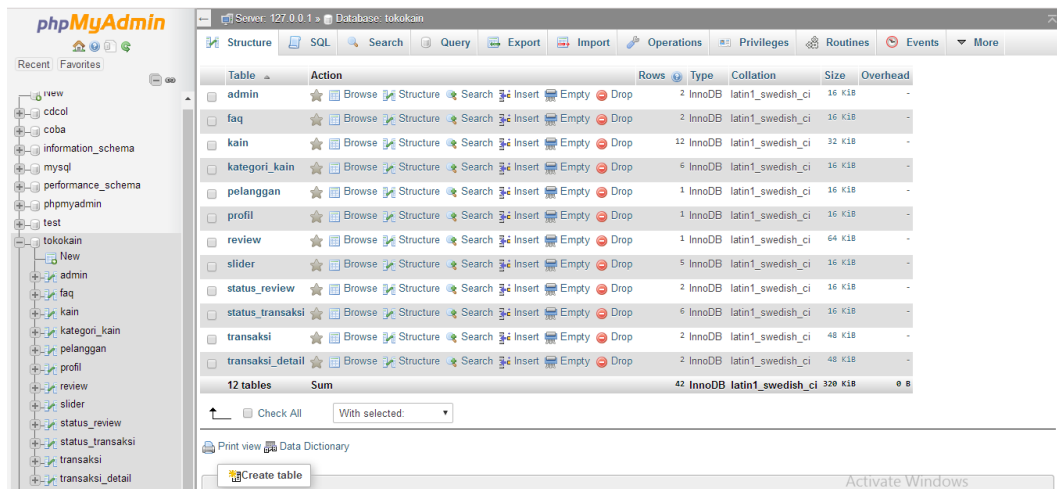 phpMyAdmin
Recent Favorites
New
cdcol
coba
information_schema
mysql
performance_schema
phpmyadmin
test
tokokain
New
admin
faq
kain
kategori_kain
pelanggan
profil
review
slider
status_review
status_transaksi
transaksi
transaksi_detail
Server: 127.0.0.1 » Database: tokokain
Structure SQL Search Query Export Import Operations Privileges Routines Events More
Table Action Rows Type Collation Size Overhead
admin Browse Structure Search Insert Empty Drop 2 InnoDB latin1_swedish_ci 16 KiB -
faq Browse Structure Search Insert Empty Drop 2 InnoDB latin1_swedish_ci 16 KiB -
kain Browse Structure Search Insert Empty Drop 12 InnoDB latin1_swedish_ci 32 KiB -
kategori_kain Browse Structure Search Insert Empty Drop 6 InnoDB latin1_swedish_ci 16 KiB -
pelanggan Browse Structure Search Insert Empty Drop 1 InnoDB latin1_swedish_ci 16 KiB -
profil Browse Structure Search Insert Empty Drop 1 InnoDB latin1_swedish_ci 16 KiB -
review Browse Structure Search Insert Empty Drop 1 InnoDB latin1_swedish_ci 64 KiB -
slider Browse Structure Search Insert Empty Drop 5 InnoDB latin1_swedish_ci 16 KiB -
status_review Browse Structure Search Insert Empty Drop 2 InnoDB latin1_swedish_ci 16 KiB -
status_transaksi Browse Structure Search Insert Empty Drop 6 InnoDB latin1_swedish_ci 16 KiB -
transaksi Browse Structure Search Insert Empty Drop 2 InnoDB latin1_swedish_ci 48 KiB -
transaksi_detail Browse Structure Search Insert Empty Drop 2 InnoDB latin1_swedish_ci 48 KiB -
12 tables Sum 42 InnoDB latin1_swedish_ci 320 KiB 0 B
Check All With selected:
Print view Data Dictionary
Create table
Activate Windows